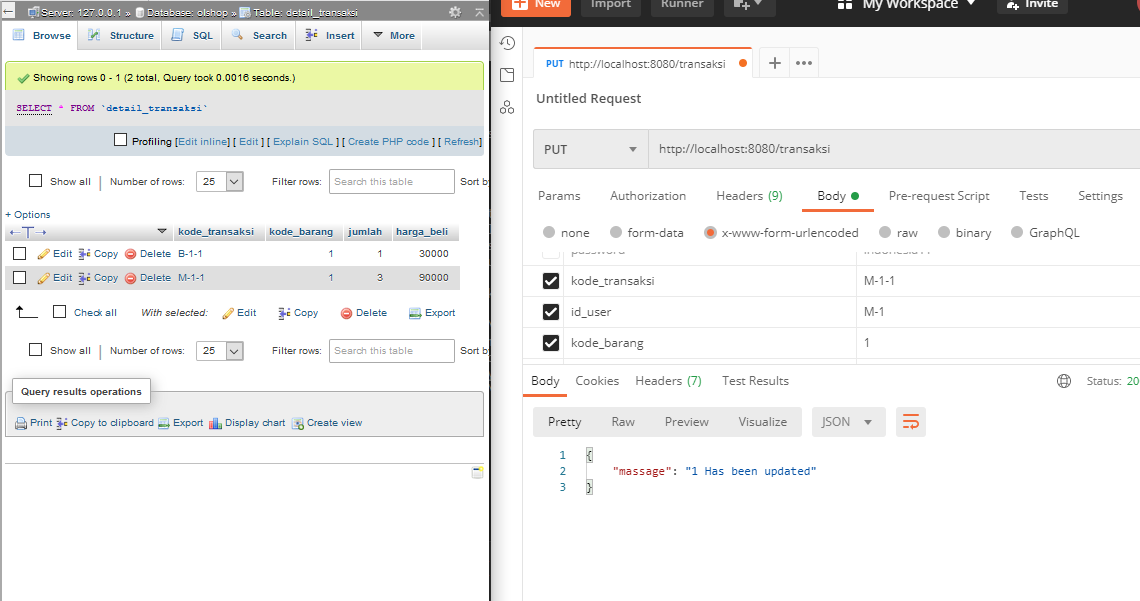 Server: 127.0.0.1 » Database: olshop » Table: detail_transaksi
Browse Structure SQL Search Insert More
Showing rows 0 - 1 (2 total, Query took 0.0016 seconds.)
SELECT * FROM `detail_transaksi`
Profiling [Edit inline] [ Edit ] [ Explain SQL ] [ Create PHP code ] [ Refresh]
Show all | Number of rows: 25 Filter rows: Search this table Sort b
+ Options
←T→ kode_transaksi kode_barang jumlah harga_beli
Edit Copy Delete B-1-1 1 1 30000
Edit Copy Delete M-1-1 1 3 90000
Check all With selected: Edit Copy Delete Export
Show all | Number of rows: 25 Filter rows: Search this table Sort b
Query results operations
Print Copy to clipboard Export Display chart Create view
New Import Runner My Workspace Invite
PUT http://localhost:8080/transaksi + •••
Untitled Request
PUT http://localhost:8080/transaksi
Params Authorization Headers (9) Body Pre-request Script Tests Settings
none form-data x-www-form-urlencoded raw binary GraphQL
password
kode_transaksi M-1-1
id_user M-1
kode_barang 1
Body Cookies Headers (7) Test Results Status: 20
Pretty Raw Preview Visualize JSON
1 {
2 "massage": "1 Has been updated"
3 }